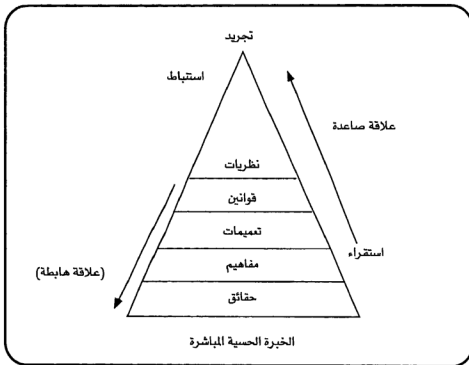 تجريد
استنباط
علاقة صاعدة
نظريات
قوانين
تعميمات
استقراء
مفاهيم
(علاقة هابطة)
حقائق
الخبرة الحسية المباشرة